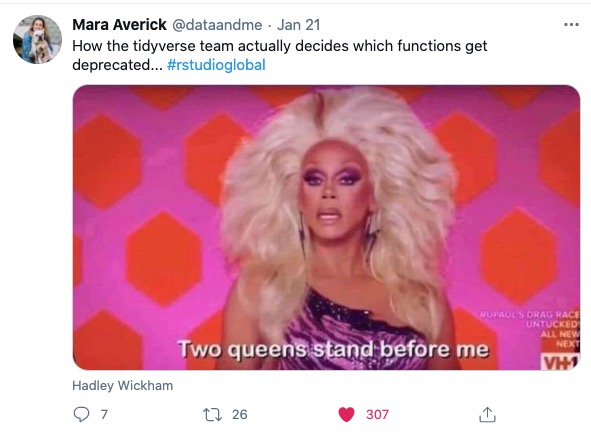 Mara Averick @dataandme · Jan 21
How the tidyverse team actually decides which functions get
deprecated... #rstudioglobal
RUPAUL'S DRAG RACE
UNTUCKED!
ALL NEW
NEXT
VH1
Two queens stand before me
Hadley Wickham
7 26 307